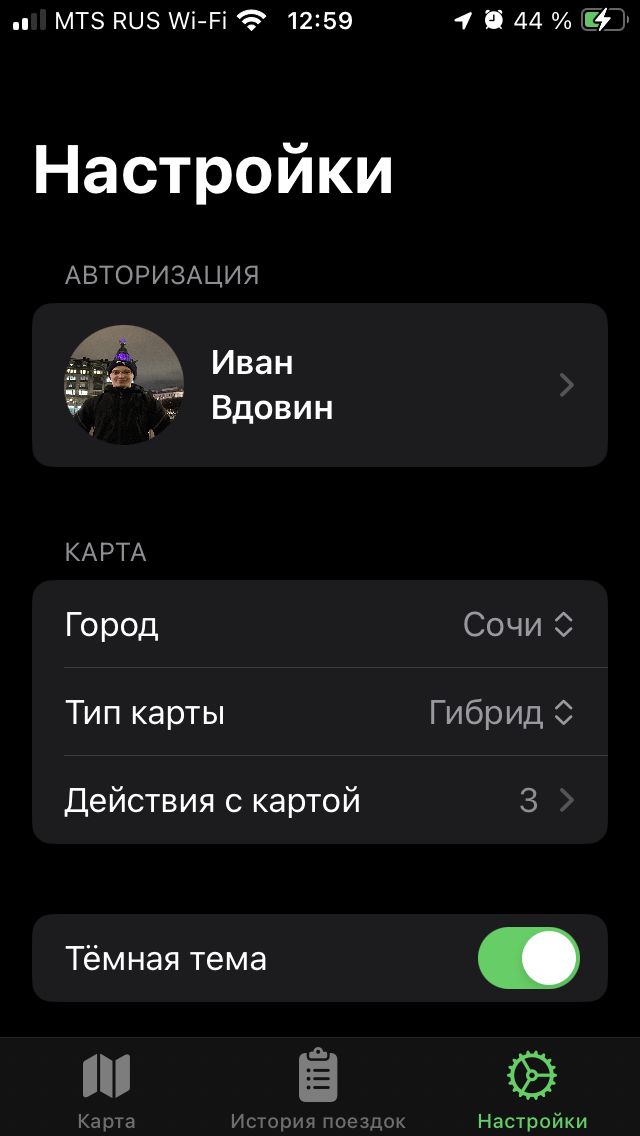 MTS RUS Wi-Fi 12:59 44 %
Настройки
АВТОРИЗАЦИЯ
Иван
Вдовин
КАРТА
Город Сочи
Тип карты Гибрид
Действия с картой 3
Тёмная тема
Карта История поездок Настройки